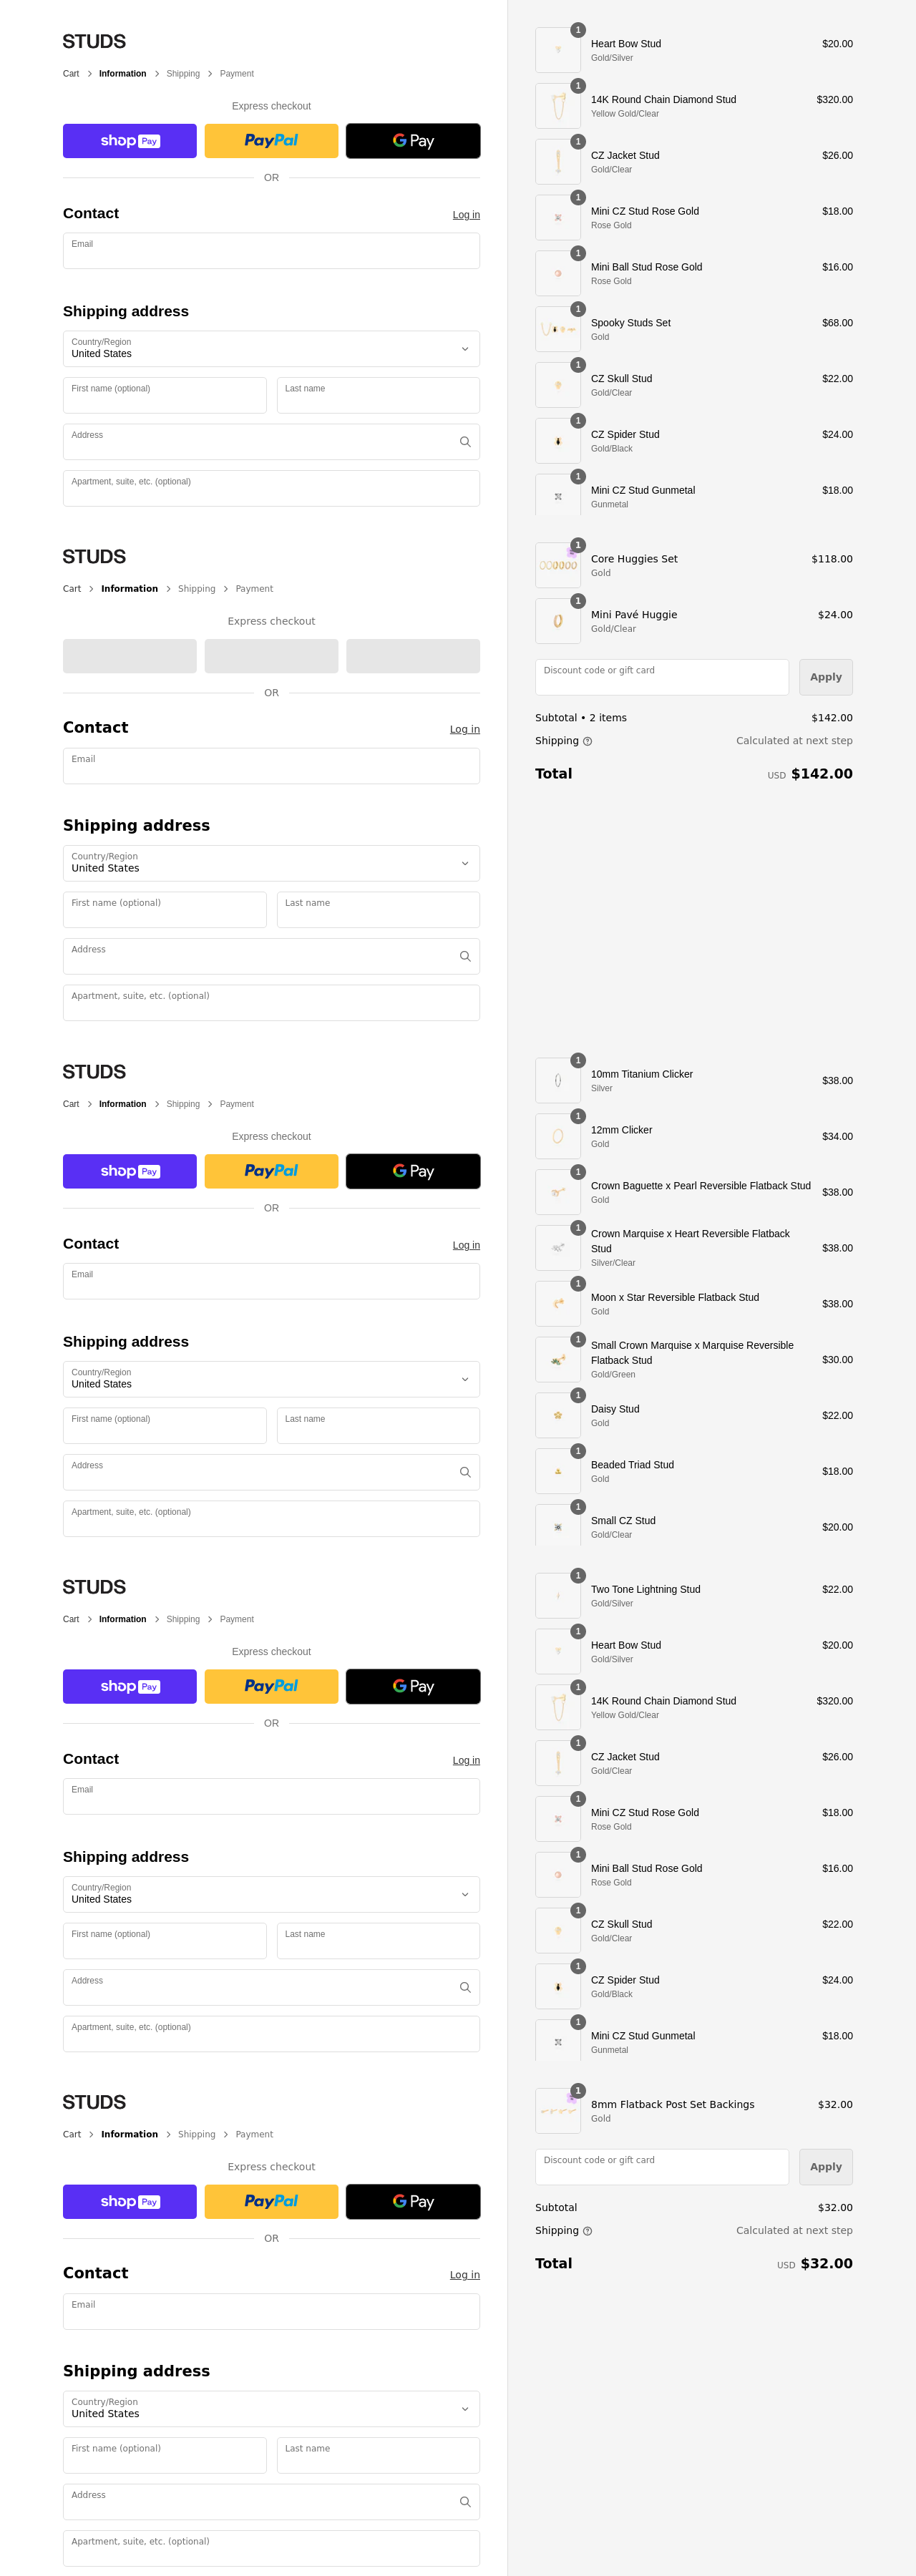 STUDS
Cart > Information > Shipping > Payment
Express checkout
shop Pay
PayPal
G Pay
OR
Contact
Log in
Email
Shipping address
Country/Region
United States
First name (optional)
Last name
Address
Apartment, suite, etc. (optional)
1
Heart Bow Stud
$20.00
Gold/Silver
1
14K Round Chain Diamond Stud
$320.00
Yellow Gold/Clear
1
CZ Jacket Stud
$26.00
Gold/Clear
1
Mini CZ Stud Rose Gold
$18.00
Rose Gold
1
Mini Ball Stud Rose Gold
$16.00
Rose Gold
1
Spooky Studs Set
$68.00
Gold
1
CZ Skull Stud
$22.00
Gold/Clear
1
CZ Spider Stud
$24.00
Gold/Black
1
Mini CZ Stud Gunmetal
$18.00
Gunmetal
STUDS
Cart > Information > Shipping > Payment
Express checkout
OR
Contact
Log in
Email
Shipping address
Country/Region
United States
First name (optional)
Last name
Address
Apartment, suite, etc. (optional)
1
Core Huggies Set
$118.00
Gold
1
Mini Pavé Huggie
$24.00
Gold/Clear
Discount code or gift card
Apply
Subtotal • 2 items
$142.00
Shipping
Calculated at next step
Total
USD $142.00
STUDS
Cart > Information > Shipping > Payment
Express checkout
shop Pay
PayPal
G Pay
OR
Contact
Log in
Email
Shipping address
Country/Region
United States
First name (optional)
Last name
Address
Apartment, suite, etc. (optional)
1
10mm Titanium Clicker
$38.00
Silver
1
12mm Clicker
$34.00
Gold
1
Crown Baguette x Pearl Reversible Flatback Stud
$38.00
Gold
1
Crown Marquise x Heart Reversible Flatback
Stud
$38.00
Silver/Clear
1
Moon x Star Reversible Flatback Stud
$38.00
Gold
1
Small Crown Marquise x Marquise Reversible
Flatback Stud
$30.00
Gold/Green
1
Daisy Stud
$22.00
Gold
1
Beaded Triad Stud
$18.00
Gold
1
Small CZ Stud
$20.00
Gold/Clear
STUDS
Cart > Information > Shipping > Payment
Express checkout
shop Pay
PayPal
G Pay
OR
Contact
Log in
Email
Shipping address
Country/Region
United States
First name (optional)
Last name
Address
Apartment, suite, etc. (optional)
1
Two Tone Lightning Stud
$22.00
Gold/Silver
1
Heart Bow Stud
$20.00
Gold/Silver
1
14K Round Chain Diamond Stud
$320.00
Yellow Gold/Clear
1
CZ Jacket Stud
$26.00
Gold/Clear
1
Mini CZ Stud Rose Gold
$18.00
Rose Gold
1
Mini Ball Stud Rose Gold
$16.00
Rose Gold
1
CZ Skull Stud
$22.00
Gold/Clear
1
CZ Spider Stud
$24.00
Gold/Black
1
Mini CZ Stud Gunmetal
$18.00
Gunmetal
STUDS
Cart > Information > Shipping > Payment
Express checkout
shop Pay
PayPal
G Pay
OR
Contact
Log in
Email
Shipping address
Country/Region
United States
First name (optional)
Last name
Address
Apartment, suite, etc. (optional)
1
8mm Flatback Post Set Backings
$32.00
Gold
Discount code or gift card
Apply
Subtotal
$32.00
Shipping
Calculated at next step
Total
USD $32.00